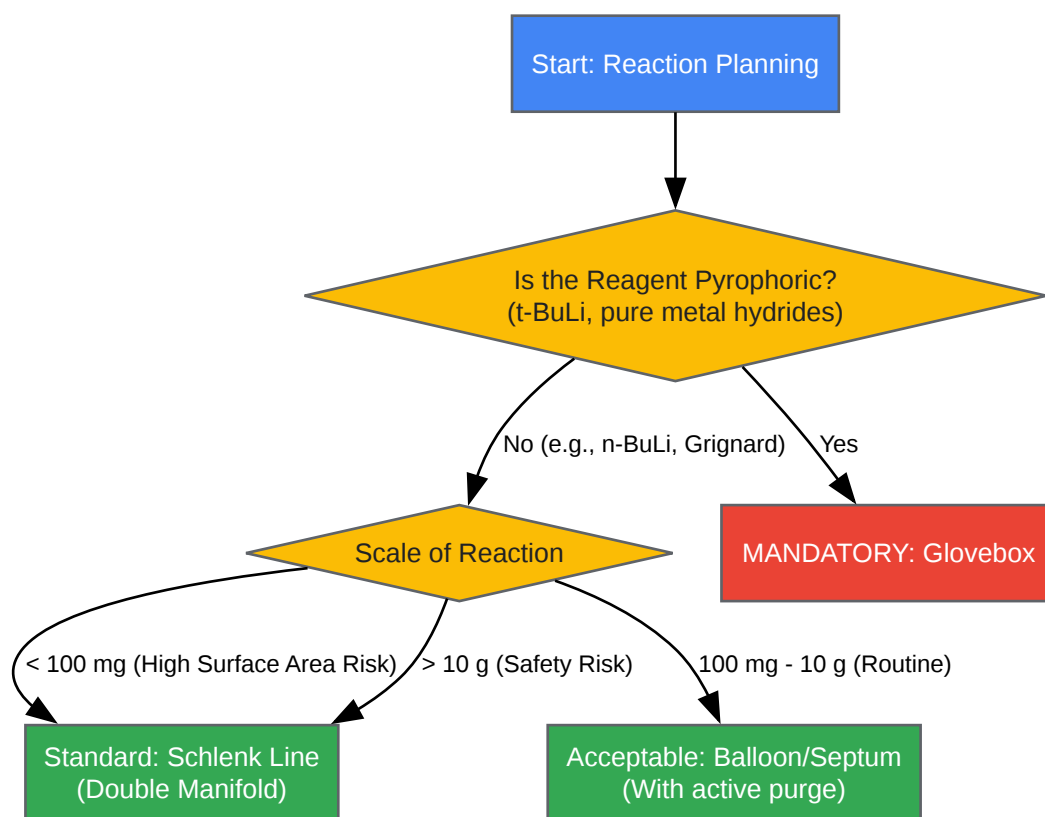 Start: Reaction Planning
Is the Reagent Pyrophoric?
(t-BuLi, pure metal hydrides)
No (e.g., n-BuLi, Grignard)
Yes
Scale of Reaction
MANDATORY: Glovebox
< 100 mg (High Surface Area Risk)
> 10 g (Safety Risk)
100 mg - 10 g (Routine)
Standard: Schlenk Line
(Double Manifold)
Acceptable: Balloon/Septum
(With active purge)